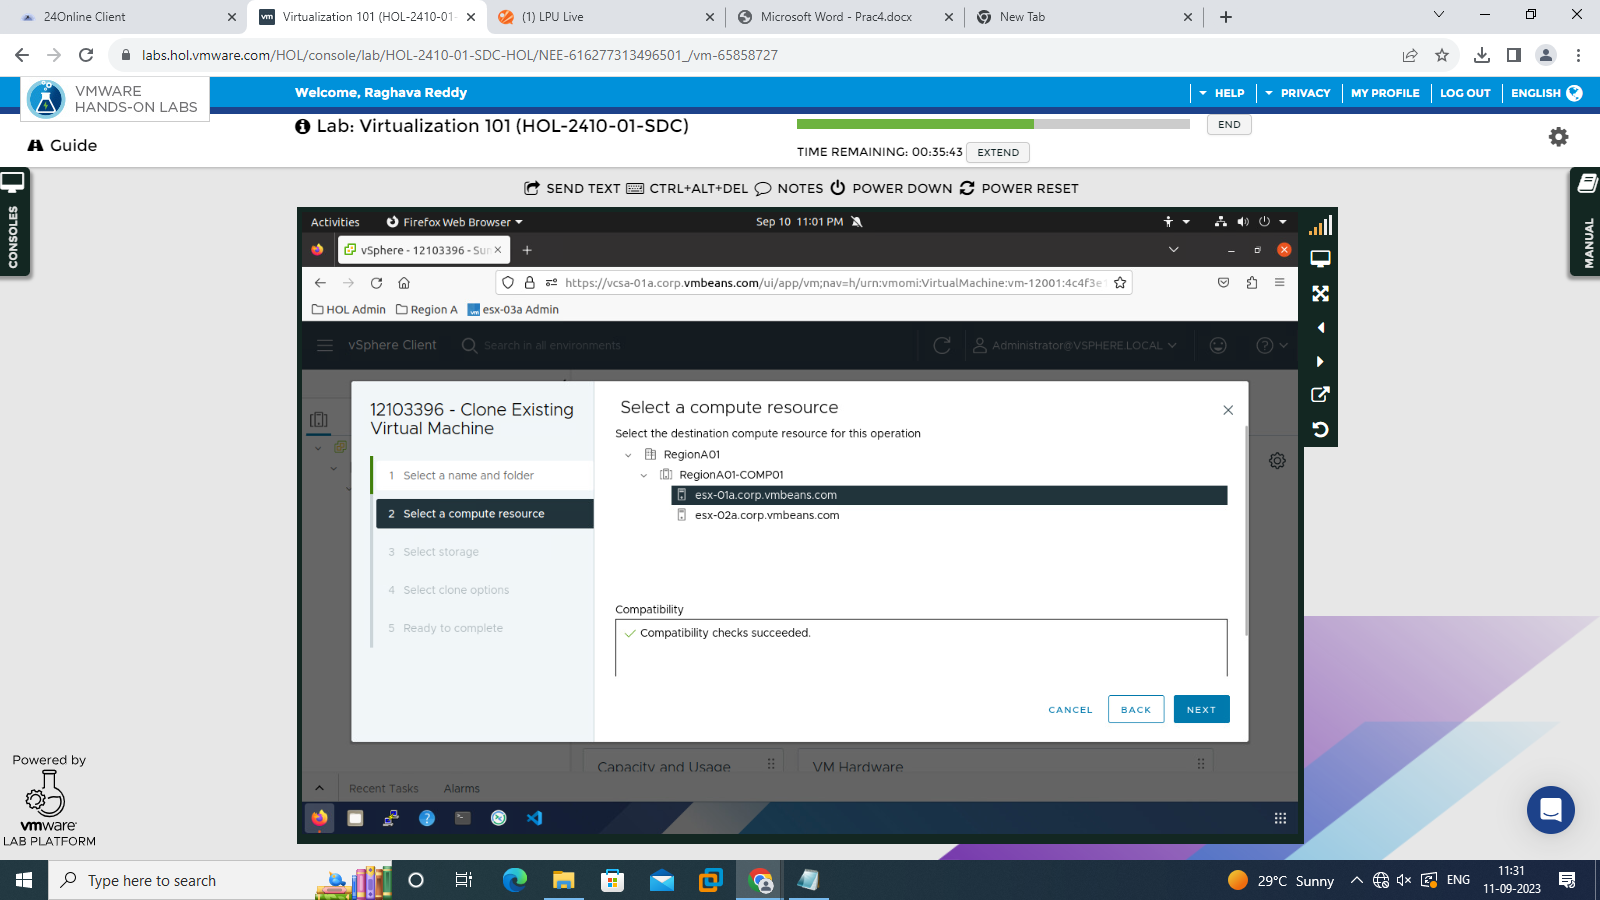 24Online Client
vm
Virtualization 101 (HOL-2410-01-
(1) LPU Live
Microsoft Word - Prac4.docx
New Tab
labs.hol.vmware.com/HOL/console/lab/HOL-2410-01-SDC-HOL/NEE-616277313496501_/vm-65858727
VMWARE
HANDS-ON LABS
Welcome, Raghava Reddy
HELP
PRIVACY
MY PROFILE
LOG OUT
ENGLISH
Lab: Virtualization 101 (HOL-2410-01-SDC)
END
Guide
TIME REMAINING: 00:35:43
EXTEND
CONSOLES
MANUAL
SEND TEXT
CTRL+ALT+DEL
NOTES
POWER DOWN
POWER RESET
Activities
Firefox Web Browser
Sep 10 11:01 PM
vSphere - 12103396 - Sum
https://vcsa-01a.corp.vmbeans.com/ui/app/vm;nav=h/urn:vmomi:VirtualMachine:vm-12001:4c4f3e
HOL Admin
Region A
vm
esx-03a Admin
vSphere Client
Search in all environments
Administrator@VSPHERE.LOCAL
12103396 - Clone Existing
Virtual Machine
1 Select a name and folder
2 Select a compute resource
3 Select storage
4 Select clone options
5 Ready to complete
Select a compute resource
Select the destination compute resource for this operation
RegionA01
RegionA01-COMP01
esx-01a.corp.vmbeans.com
esx-02a.corp.vmbeans.com
Compatibility
Compatibility checks succeeded.
CANCEL
BACK
NEXT
Capacity and Usage
VM Hardware
Recent Tasks
Alarms
Powered by
vmware
LAB PLATFORM
Type here to search
29°C Sunny
ENG
11:31
11-09-2023